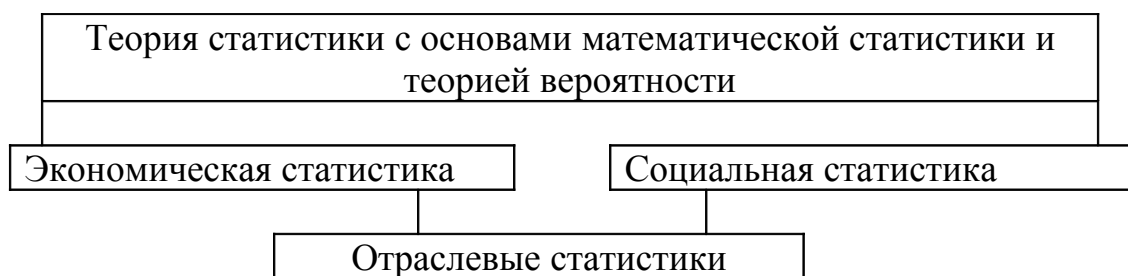 Теория статистики с основами математической статистики и
теорией вероятности
Экономическая статистика
Социальная статистика
Отраслевые статистики